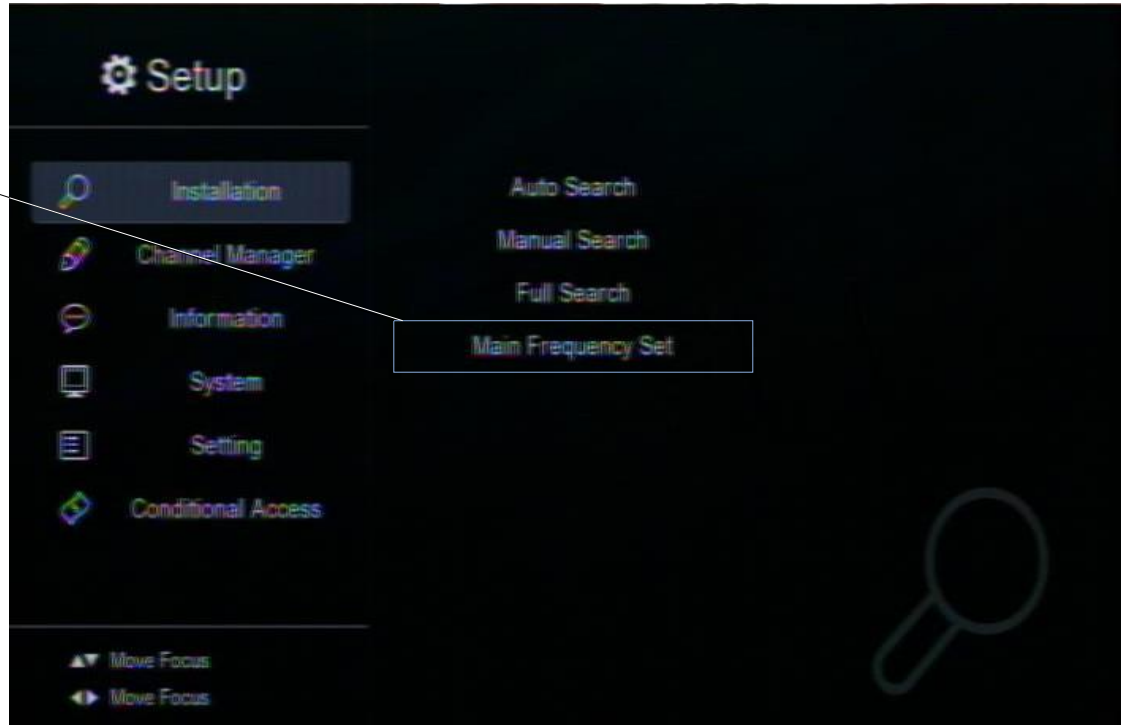 Setup
Installation
Channel Manager
Information
System
Setting
Conditional Access
Auto Search
Manual Search
Full Search
Main Frequency Set
Move Focus
Move Focus